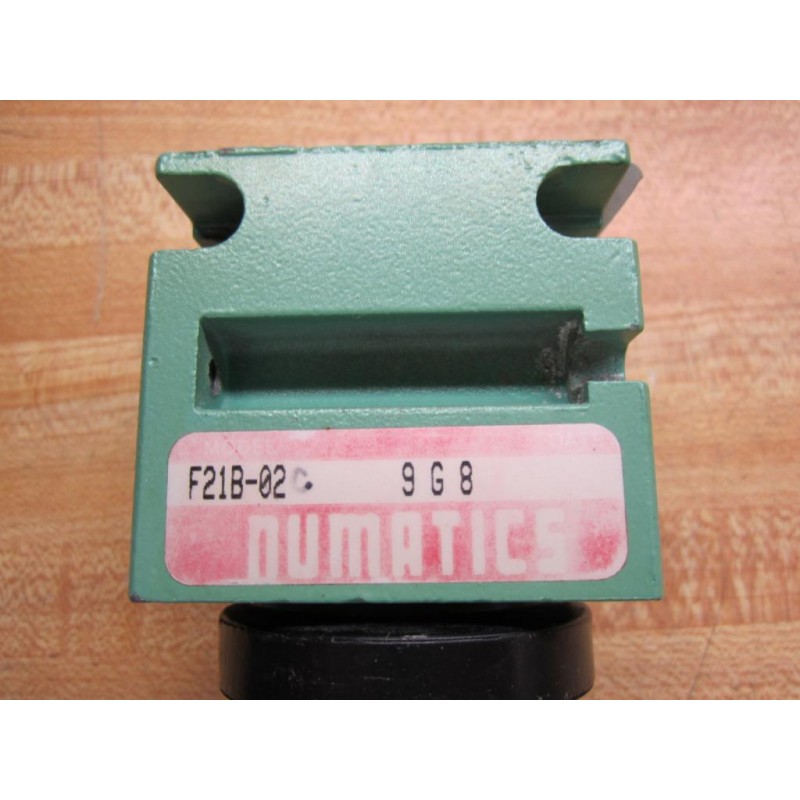 F21B-02C 9 G 8
NUMATICS